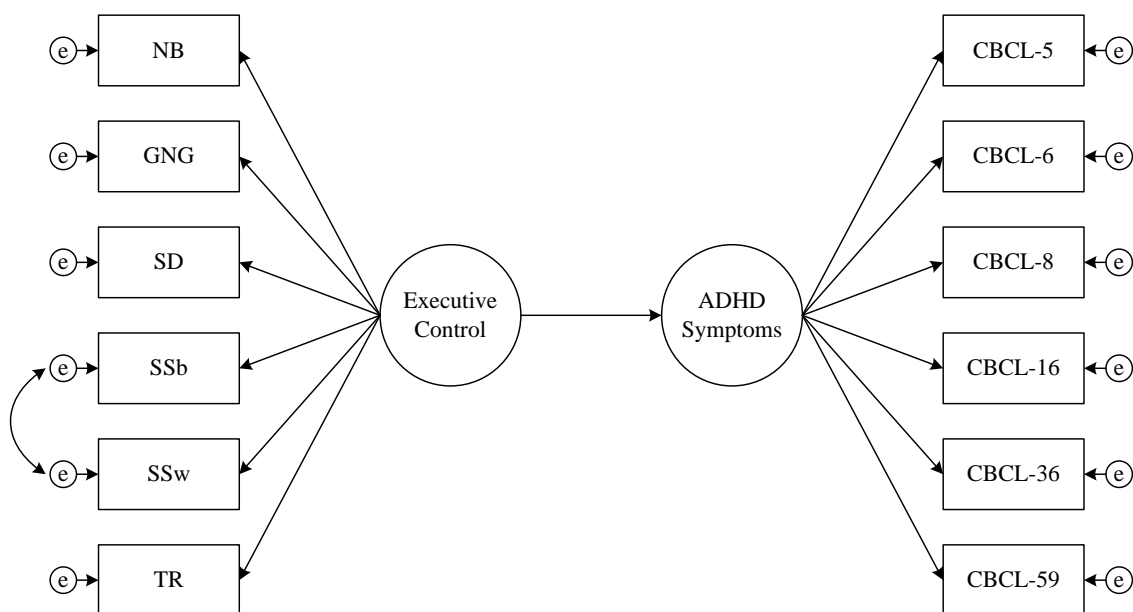 e
NB
CBCL-5
e
e
GNG
CBCL-6
e
e
SD
CBCL-8
e
Executive
Control
ADHD
Symptoms
e
SSb
CBCL-16
e
e
SSw
CBCL-36
e
e
TR
CBCL-59
e